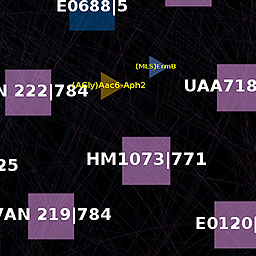 E0688|5
(MLS)ErmB
(AGly)Aac6-Aph2
N 222|784
UAA718
HM1073|771
25
VAN 219|784
E0120|